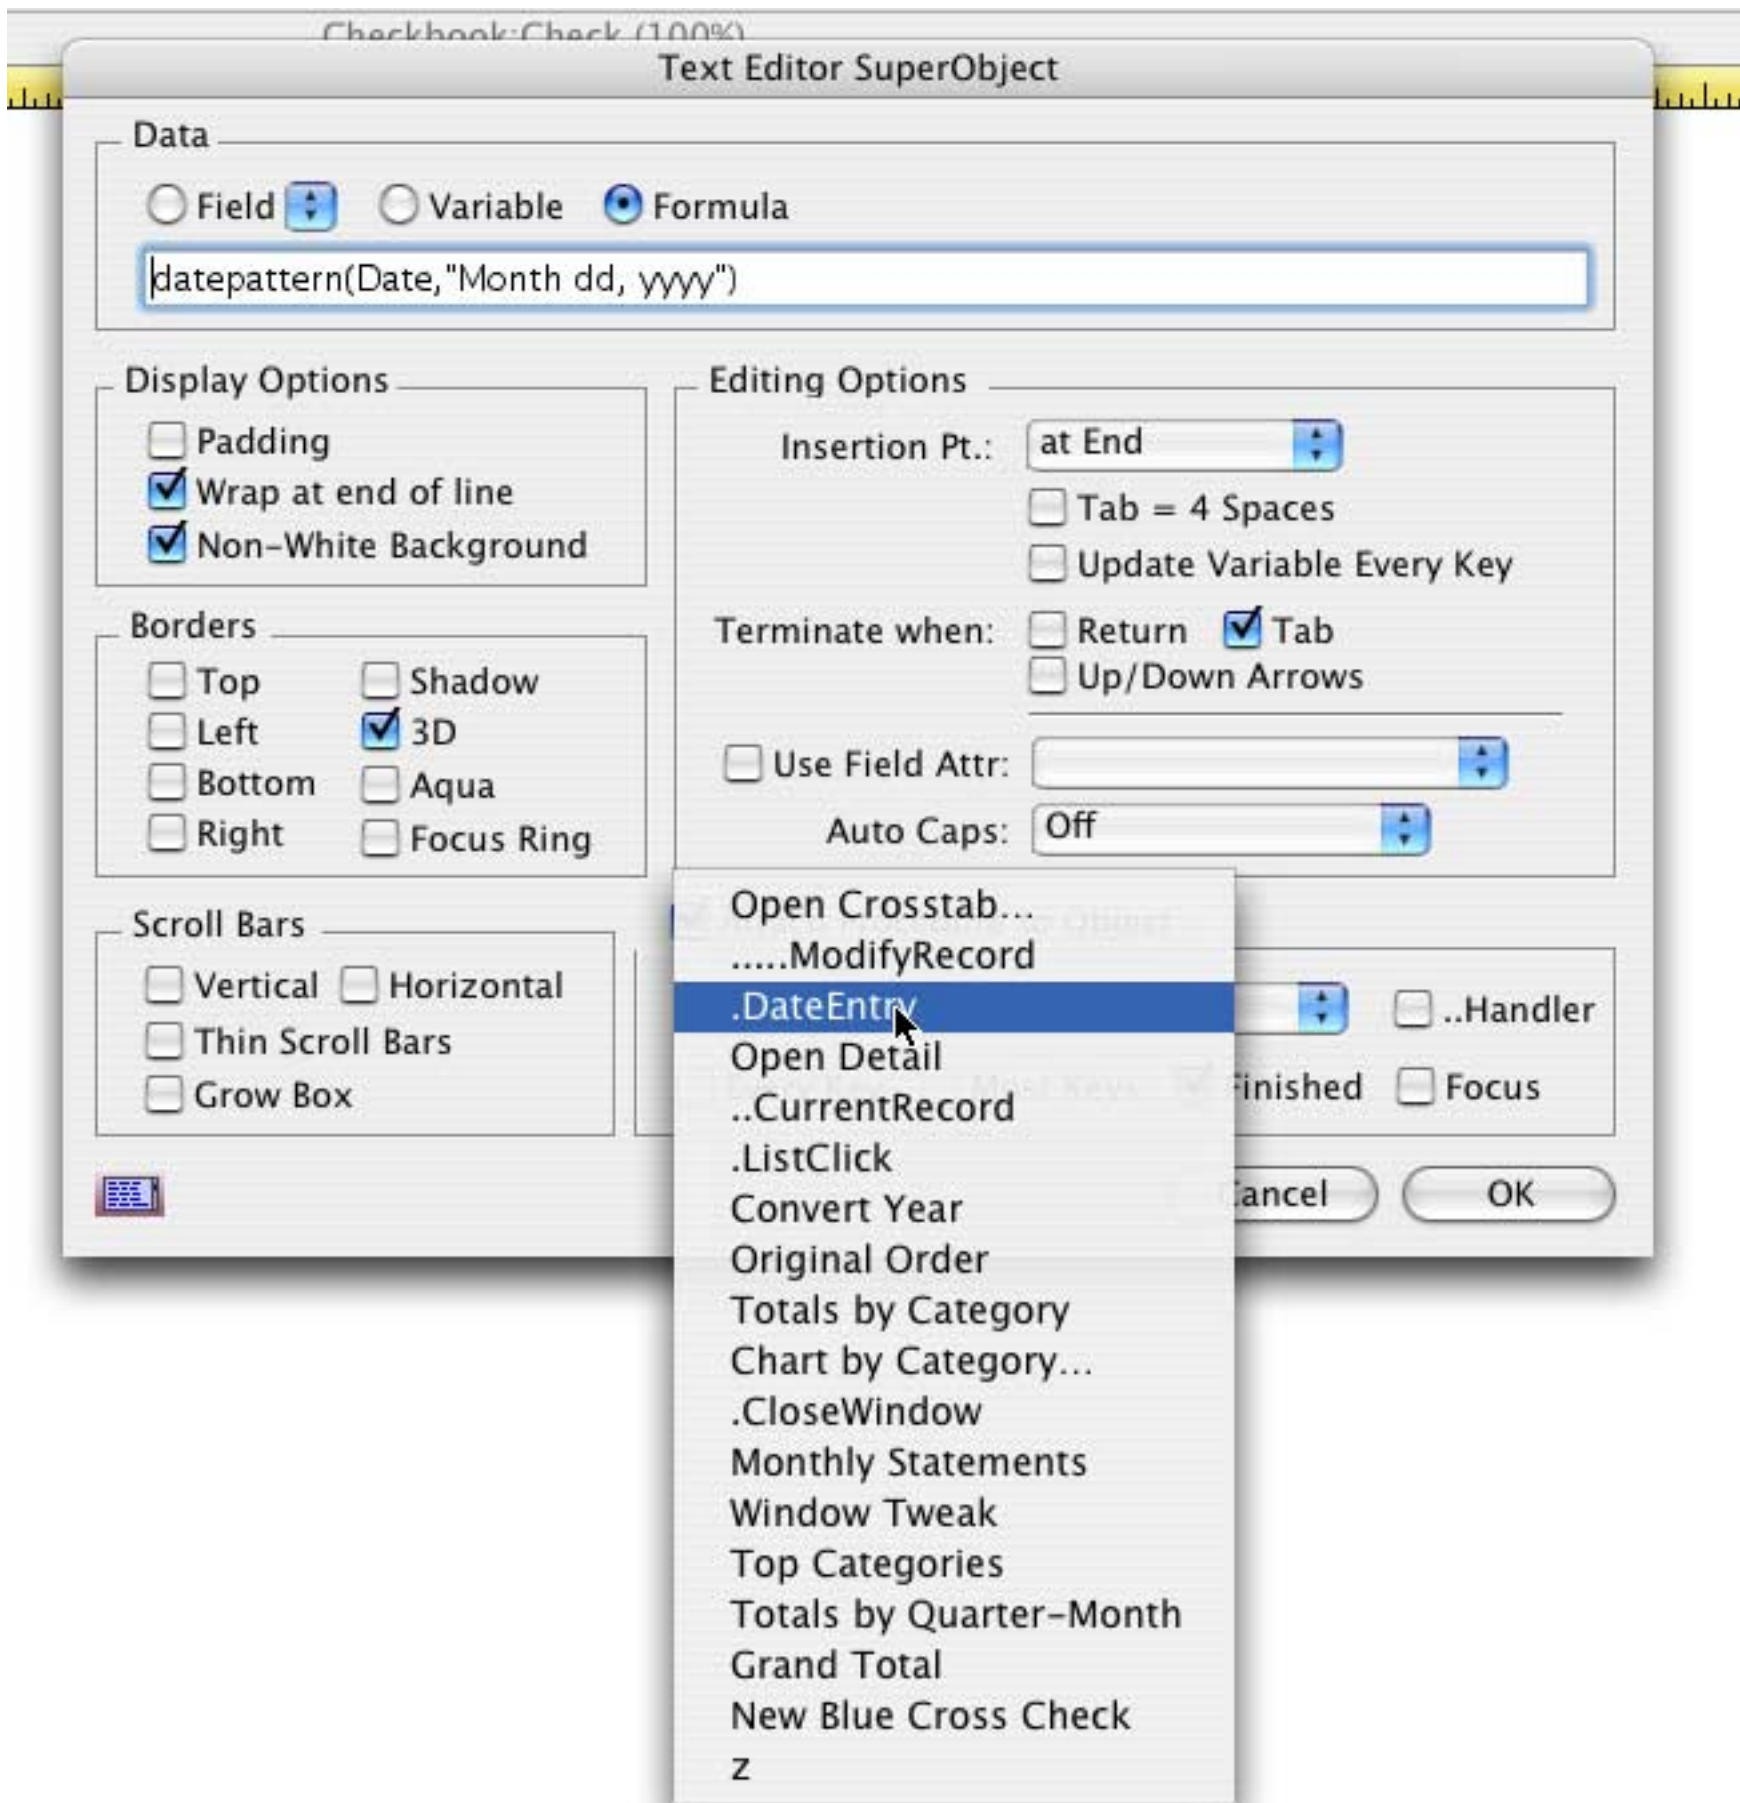 Checkbook:Check (100%)
Text Editor SuperObject
Data
Field Variable Formula
datepattern(Date,"Month dd, yyyy")
Display Options
Padding
Wrap at end of line
Non-White Background
Editing Options
Insertion Pt.: at End
Tab = 4 Spaces
Update Variable Every Key
Terminate when: Return Tab
Up/Down Arrows
Use Field Attr:
Auto Caps: Off
Borders
Top Shadow
Left 3D
Bottom Aqua
Right Focus Ring
Scroll Bars
Vertical Horizontal
Thin Scroll Bars
Grow Box
Open Crosstab...
.....ModifyRecord
.DateEntry
Open Detail
..CurrentRecord
.ListClick
Convert Year
Original Order
Totals by Category
Chart by Category...
.CloseWindow
Monthly Statements
Window Tweak
Top Categories
Totals by Quarter-Month
Grand Total
New Blue Cross Check
z
..Handler
Most Keys Finished Focus
Cancel OK